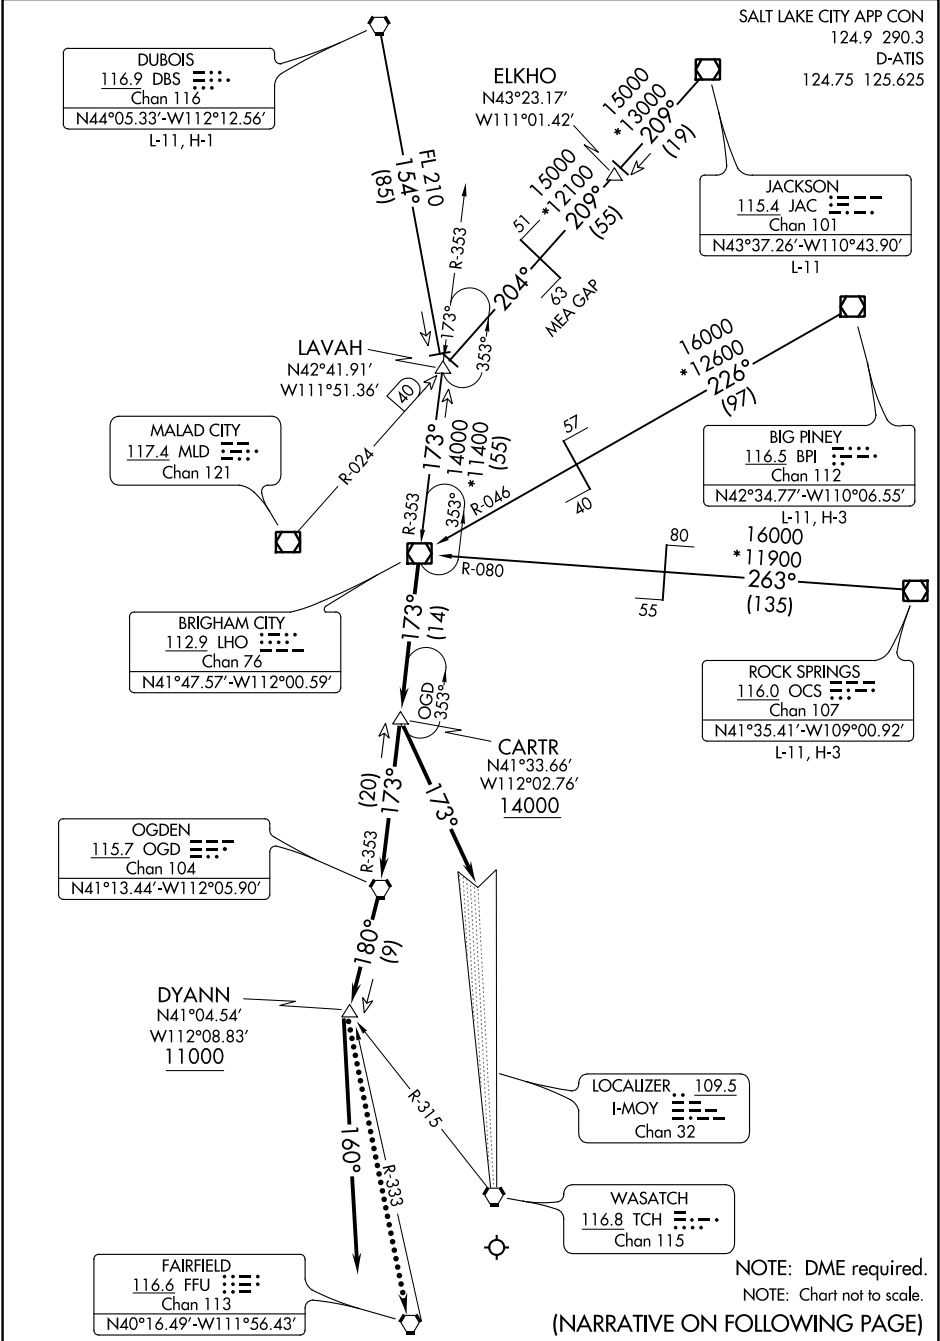 SALT LAKE CITY APP CON
124.9 290.3
D-ATIS
124.75 125.625
DUBOIS
116.9 DBS
Chan 116
N44°05.33′-W112°12.56′
L-11, H-1
ELKHO
N43°23.17′
W111°01.42′
15000
*13000
209°
(19)
JACKSON
115.4 JAC
Chan 101
N43°37.26′-W110°43.90′
L-11
FL 210
154°
(85)
15000
*12100
209°
(55)
51
63
MEA GAP
204°
R-353
173°
353°
LAVAH
N42°41.91′
W111°51.36′
40
R-024
MALAD CITY
117.4 MLD
Chan 121
16000
*12600
226°
(97)
57
40
R-046
BIG PINEY
116.5 BPI
Chan 112
N42°34.77′-W110°06.55′
L-11, H-3
173°
14000
*11400
(55)
R-353
353°
R-080
80
55
16000
*11900
263°
(135)
BRIGHAM CITY
112.9 LHO
Chan 76
N41°47.57′-W112°00.59′
ROCK SPRINGS
116.0 OCS
Chan 107
N41°35.41′-W109°00.92′
L-11, H-3
173°
(14)
OGD
353°
CARTR
N41°33.66′
W112°02.76′
14000
(20)
173°
R-353
173°
OGDEN
115.7 OGD
Chan 104
N41°13.44′-W112°05.90′
180°
(9)
DYANN
N41°04.54′
W112°08.83′
11000
160°
R-333
R-315
LOCALIZER 109.5
I-MOY
Chan 32
WASATCH
116.8 TCH
Chan 115
FAIRFIELD
116.6 FFU
Chan 113
N40°16.49′-W111°56.43′
NOTE: DME required.
NOTE: Chart not to scale.
(NARRATIVE ON FOLLOWING PAGE)